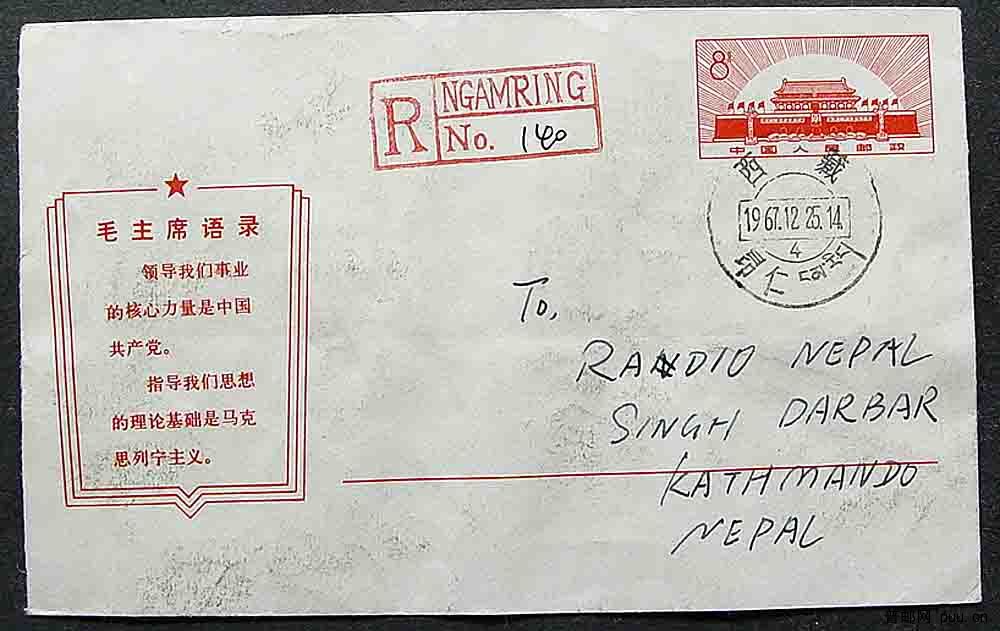 8分
中国人民邮政
R NGAMRING
No. 140
西藏
1967.12.25.14
4
昂仁
毛主席语录
领导我们事业
的核心力量是中国
共产党。
指导我们思想
的理论基础是马克
思列宁主义。
To,
RANDIO NEPAL
SINGH DARBAR
KATHMANDO
NEPAL